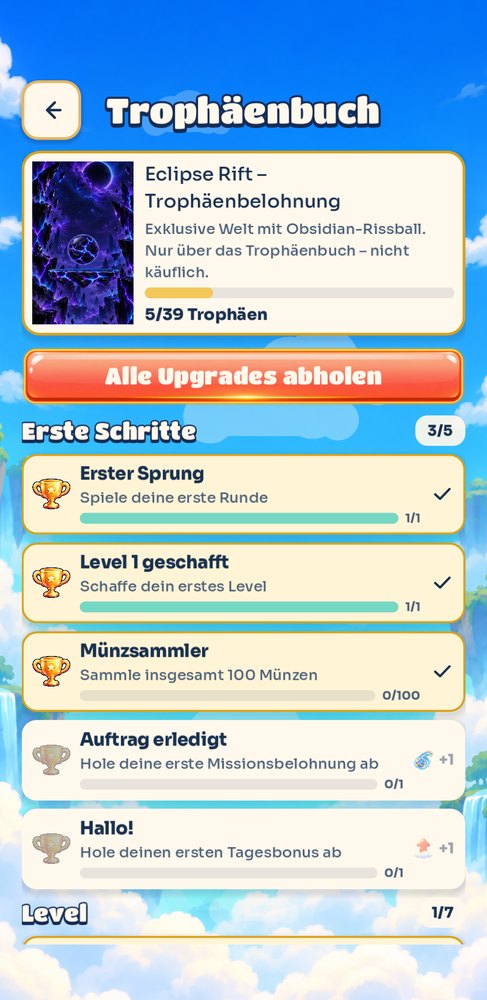 Trophäenbuch
Eclipse Rift –
Trophäenbelohnung
Exklusive Welt mit Obsidian-Rissball.
Nur über das Trophäenbuch – nicht
käuflich.
5/39 Trophäen
Alle Upgrades abholen
Erste Schritte
3/5
Erster Sprung
Spiele deine erste Runde
1/1
Level 1 geschafft
Schaffe dein erstes Level
1/1
Münzsammler
Sammle insgesamt 100 Münzen
0/100
Auftrag erledigt
Hole deine erste Missionsbelohnung ab
+1
0/1
Hallo!
Hole deinen ersten Tagesbonus ab
+1
0/1
Level
1/7